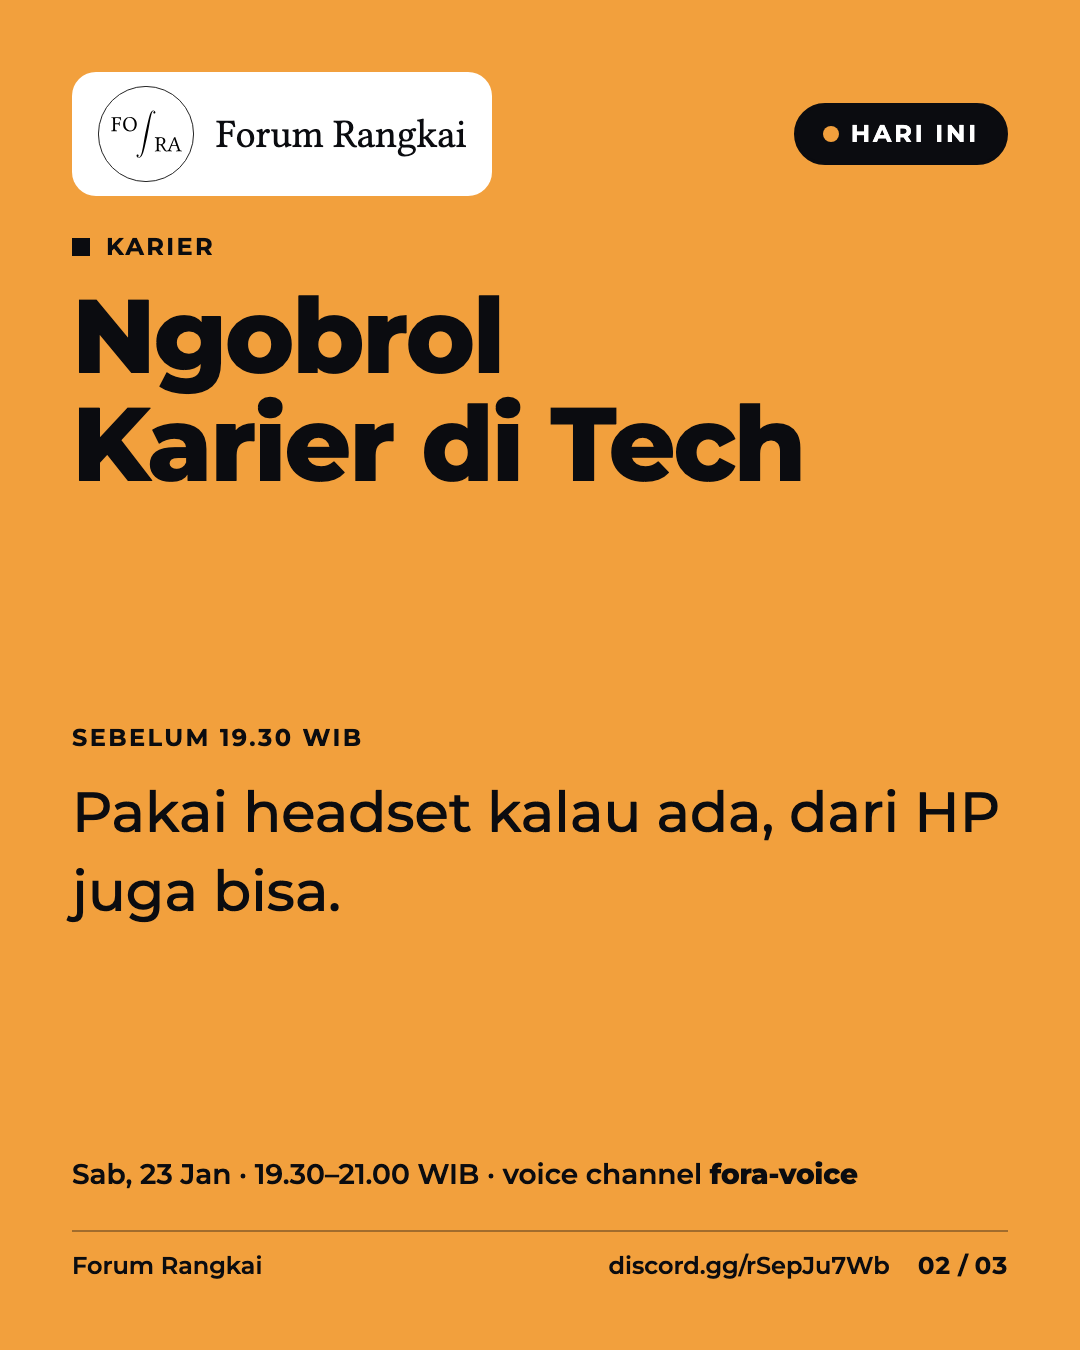 FO ∫ RA
Forum Rangkai
HARI INI
KARIER
Ngobrol
Karier di Tech
SEBELUM 19.30 WIB
Pakai headset kalau ada, dari HP
juga bisa.
Sab, 23 Jan · 19.30–21.00 WIB · voice channel fora-voice
Forum Rangkai
discord.gg/rSepJu7Wb 02 / 03